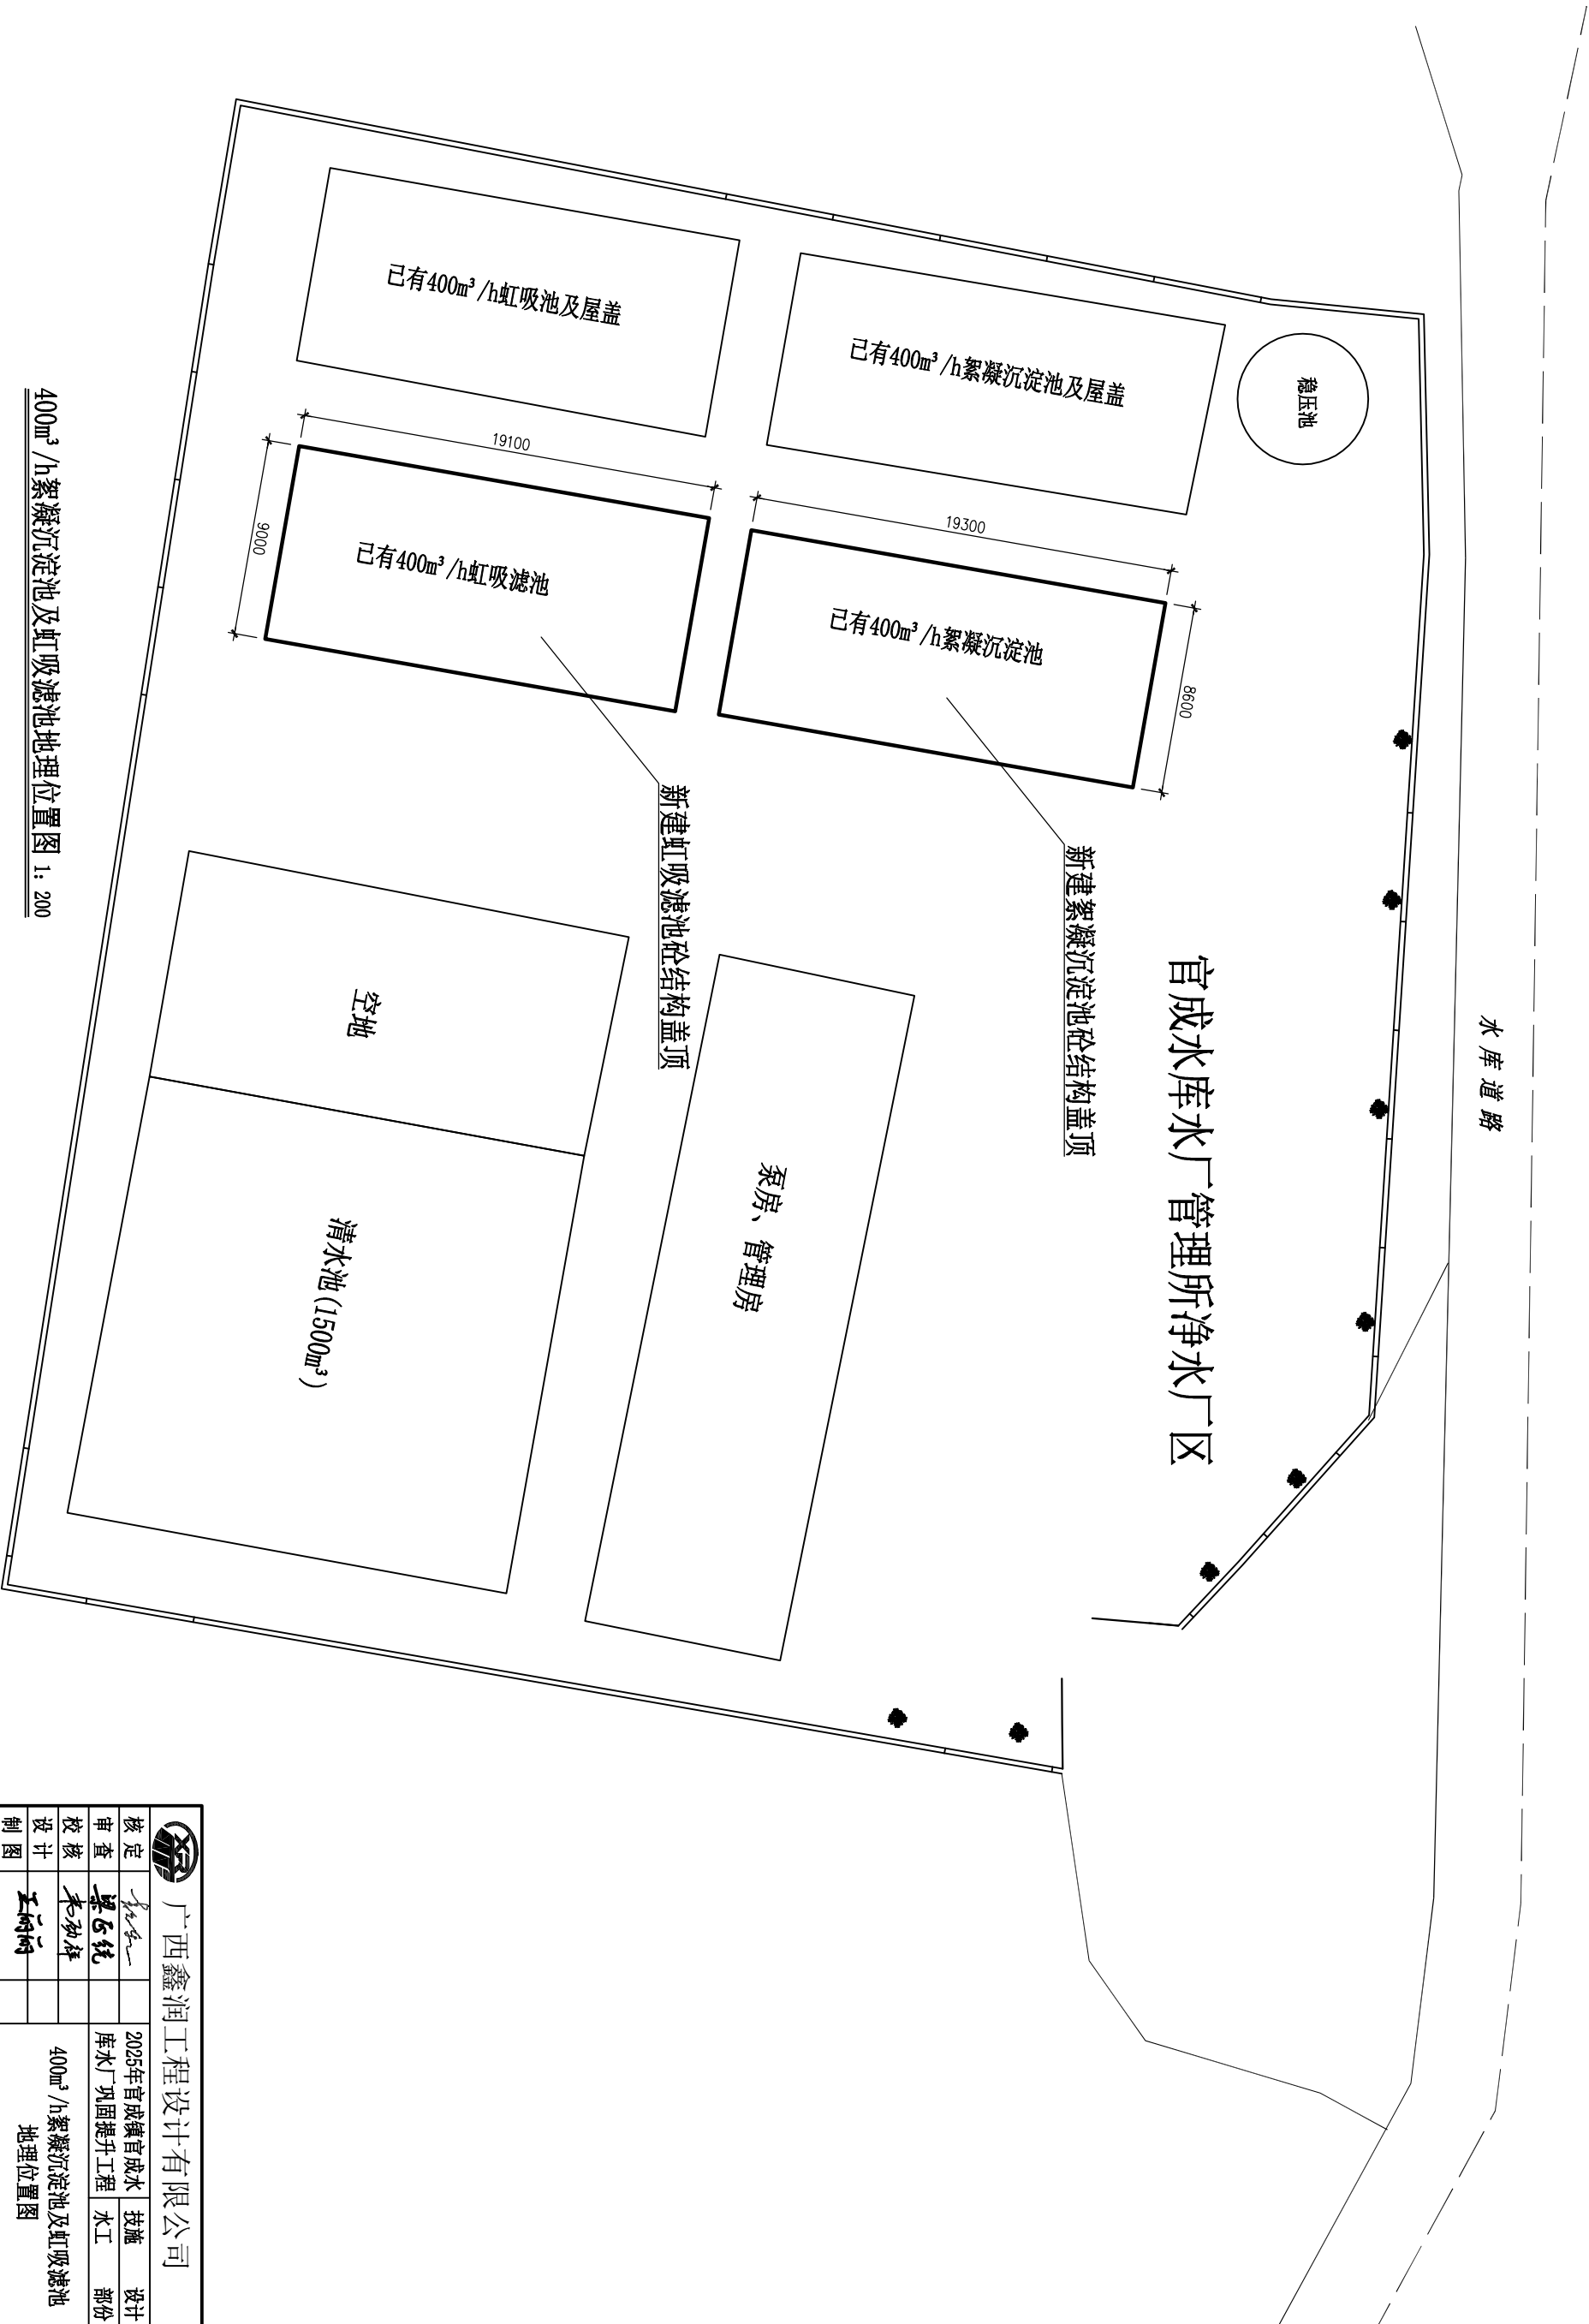 水库道路
官成水库水厂管理所净水厂区
稳压池
已有400m³/h絮凝沉淀池及屋盖
已有400m³/h虹吸池及屋盖
19300
8600
已有400m³/h絮凝沉淀池
19100
9000
已有400m³/h虹吸滤池
新建絮凝沉淀池砼结构盖顶
新建虹吸滤池砼结构盖顶
泵房、管理房
空地
清水池(1500m³)
400m³/h絮凝沉淀池及虹吸滤池地理位置图 1:200
XR
广西鑫润工程设计有限公司
核定
审查
校核
设计
制图
2025年官成镇官成水
库水厂巩固提升工程
技施 设计
水工 部份
400m³/h絮凝沉淀池及虹吸滤池
地理位置图